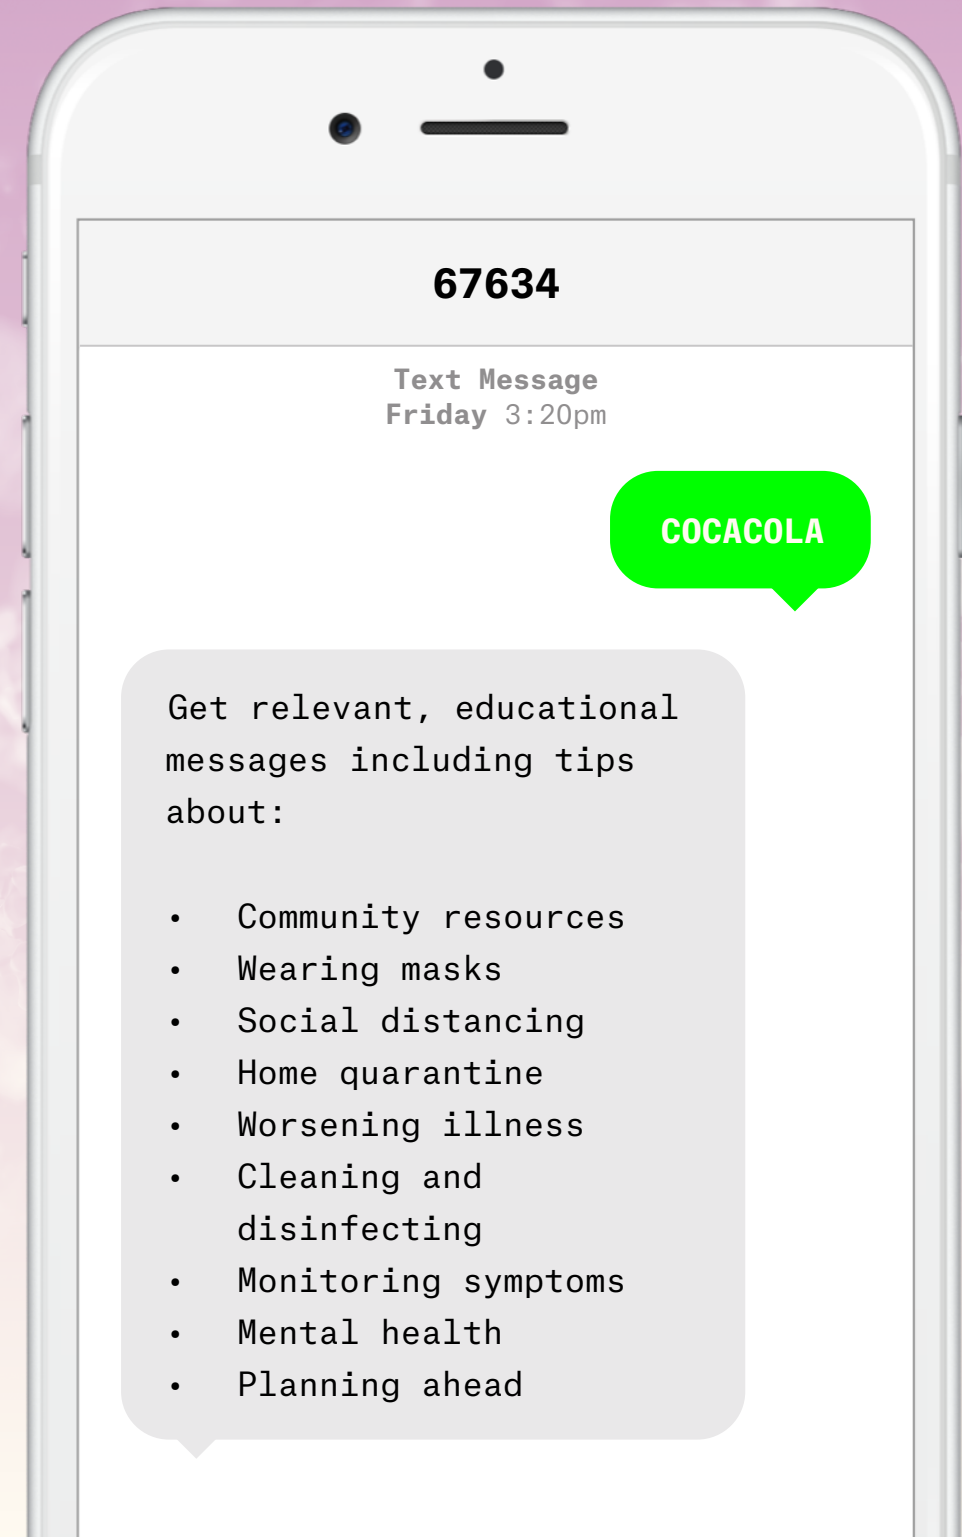 67634
Text Message
Friday 3:20pm
COCACOLA
Get relevant, educational
messages including tips
about:
• Community resources
• Wearing masks
• Social distancing
• Home quarantine
• Worsening illness
• Cleaning and
disinfecting
• Monitoring symptoms
• Mental health
• Planning ahead